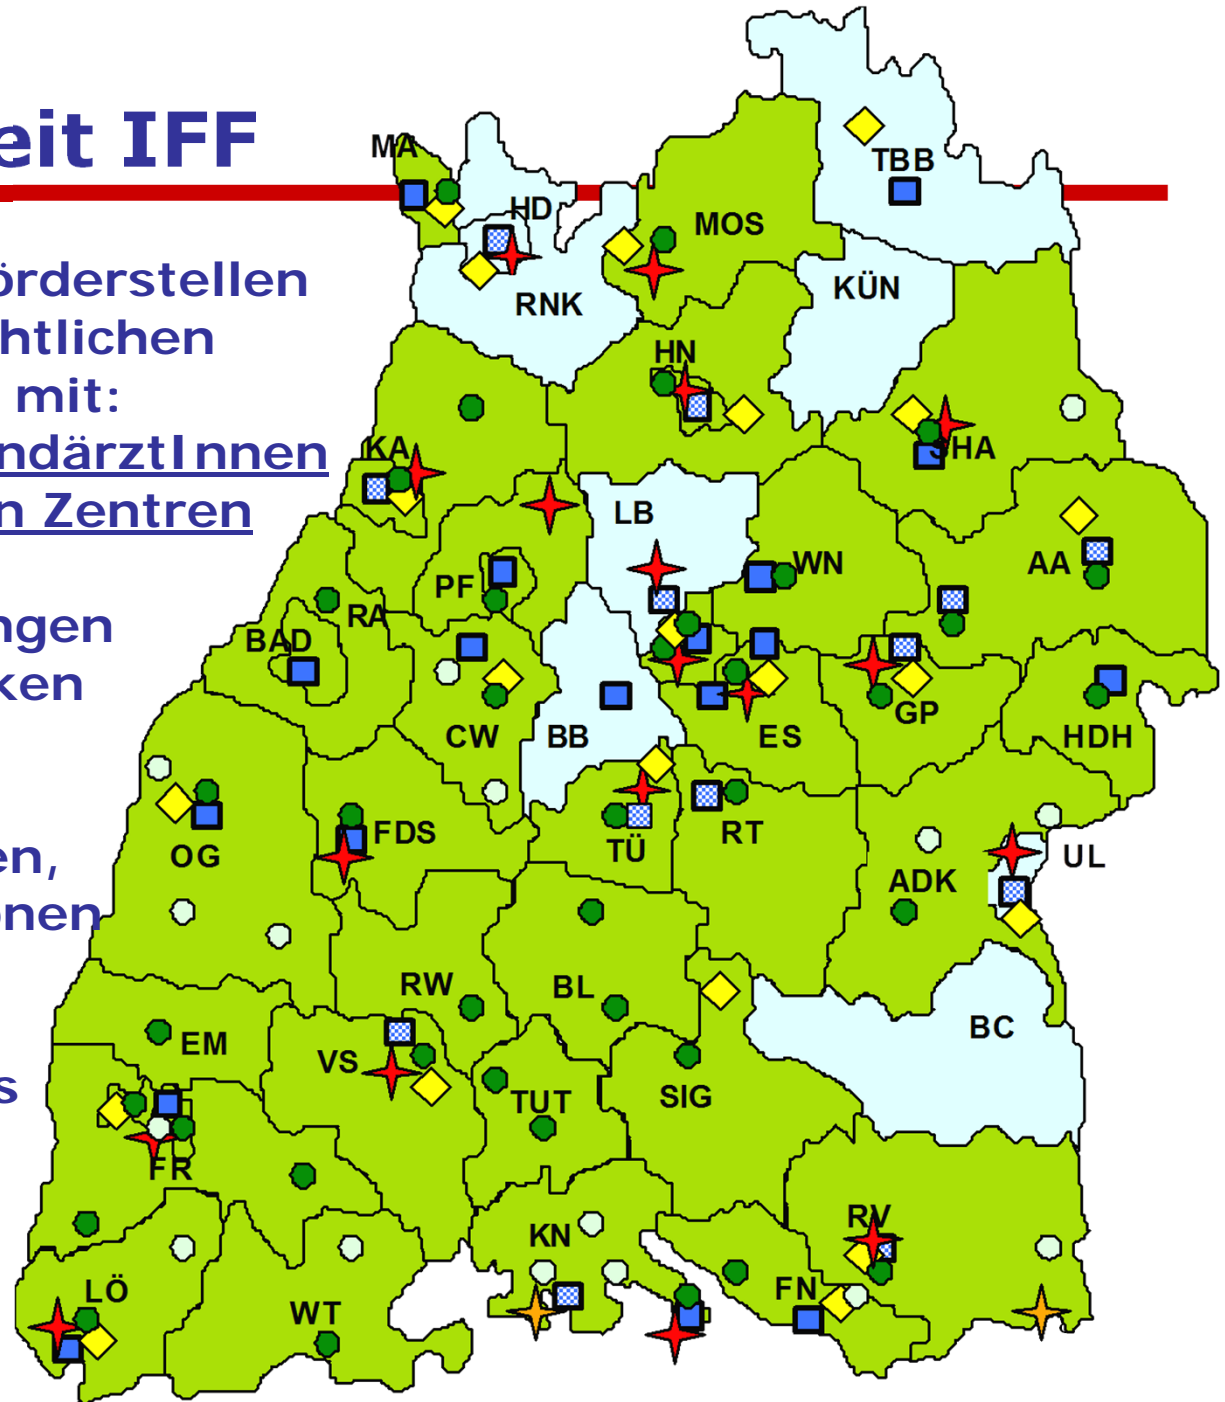 eit IFF
örderstellen
htlichen
mit:
ndärztInnen
n Zentren
ngen
ken
en,
onen
s
MA
HD
TBB
MOS
RNK
KÜN
HN
KA
SHA
LB
WN
AA
PF
RA
BAD
CW
BB
ES
GP
HDH
OG
FDS
TÜ
RT
UL
ADK
RW
BL
BC
EM
VS
TUT
SIG
FR
KN
RV
LÖ
WT
FN